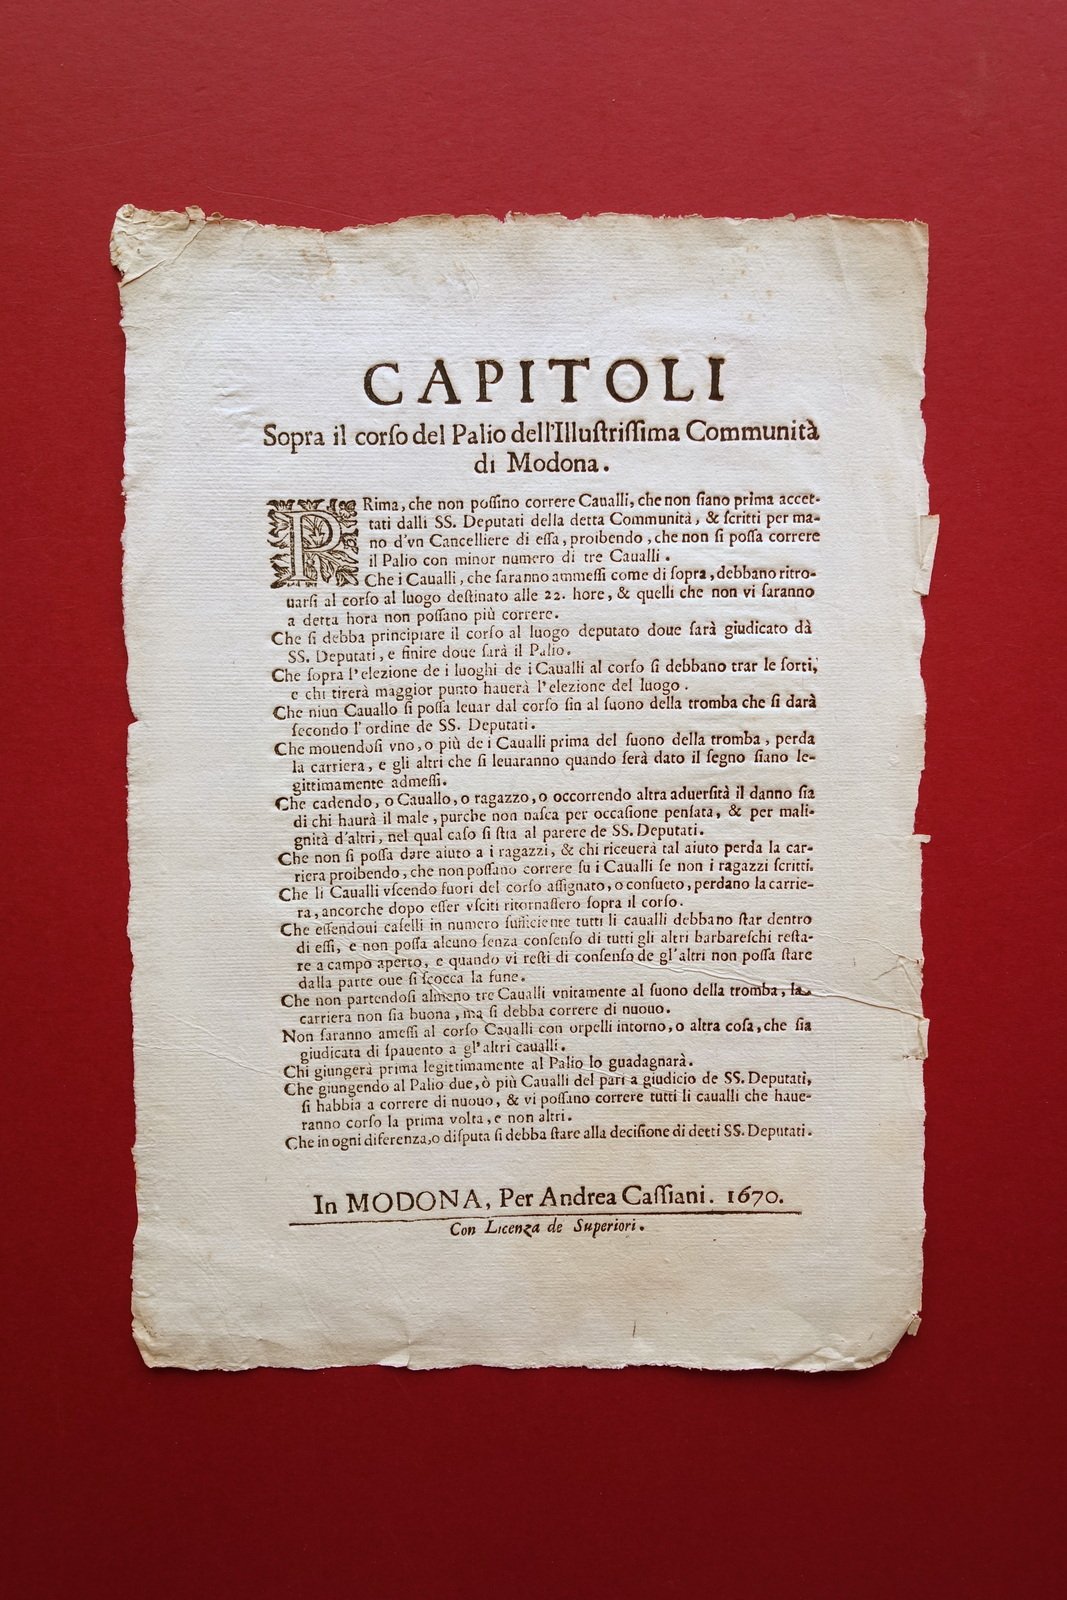 CAPITOLI
Sopra il corſo del Palio dell'Illuſtriſſima Communità
di Modona.
PRima, che non poſſino correre Caualli, che non ſiano prima accet-
tati dalli SS. Deputati della detta Communità, & ſcritti per ma-
no d'vn Cancelliere di eſſa, proibendo, che non ſi poſſa correre
il Palio con minor numero di tre Caualli.
Che i Caualli, che ſaranno ammeſſi come di ſopra, debbano ritro-
uarſi al corſo al luogo deſtinato alle 22. hore, & quelli che non vi ſaranno
a detta hora non poſſano più correre.
Che ſi debba principiare il corſo al luogo deputato doue ſarà giudicato dà
SS. Deputati, e finire doue ſarà il Palio.
Che ſopra l'elezione de i luoghi de i Caualli al corſo ſi debbano trar le ſorti,
e chi tirerà maggior punto hauerà l'elezione del luogo.
Che niun Cauallo ſi poſſa leuar dal corſo ſin al ſuono della tromba che ſi darà
ſecondo l'ordine de SS. Deputati.
Che mouendoſi vno, o più de i Caualli prima del ſuono della tromba, perda
la carriera, e gli altri che ſi leuaranno quando ſerà dato il ſegno ſiano le-
gittimamente admeſſi.
Che cadendo, o Cauallo, o ragazzo, o occorrendo altra aduerſità il danno ſia
di chi haurà il male, purche non naſca per occaſione penſata, & per mali-
gnità d'altri, nel qual caſo ſi ſtia al parere de SS. Deputati.
Che non ſi poſſa dare aiuto a i ragazzi, & chi riceuerà tal aiuto perda la car-
riera proibendo, che non poſſano correre ſu i Caualli ſe non i ragazzi ſcritti.
Che li Caualli vſcendo fuori del corſo aſſignato, o conſueto, perdano la carrie-
ra, ancorche dopo eſſer vſciti ritornaſſero ſopra il corſo.
Che eſſendoui caſelli in numero ſufficiente tutti li caualli debbano ſtar dentro
di eſſi, e non poſſa alcuno ſenza conſenſo di tutti gli altri barbareſchi reſta-
re a campo aperto, e quando vi reſti di conſenſo de gl'altri non poſſa ſtare
dalla parte oue ſi ſcocca la fune.
Che non partendoſi almeno tre Caualli vnitamente al ſuono della tromba, la
carriera non ſia buona, ma ſi debba correre di nuouo.
Non ſaranno ameſſi al corſo Caualli con orpelli intorno, o altra coſa, che ſia
giudicata di ſpauento a gl'altri caualli.
Chi giungerà prima legittimamente al Palio lo guadagnarà.
Che giungendo al Palio due, ò più Caualli del pari a giudicio de SS. Deputati,
ſi habbia a correre di nuouo, & vi poſſano correre tutti li caualli che haue-
ranno corſo la prima volta, e non altri.
Che in ogni diferenza, o diſputa ſi debba ſtare alla deciſione di detti SS. Deputati.
In MODONA, Per Andrea Caſſiani. 1670.
Con Licenza de Superiori.